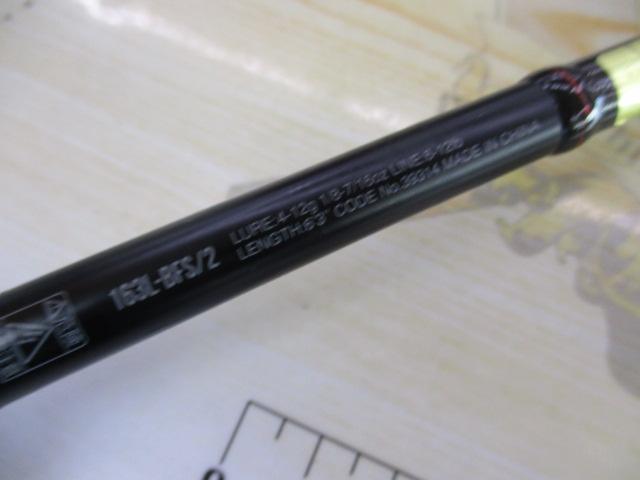 163L-BFS/2
LURE:4-12g 1/8-7/16oz LINE:6-12lb
LENGTH:6'3" CODE No.39314 MADE IN CHINA
0